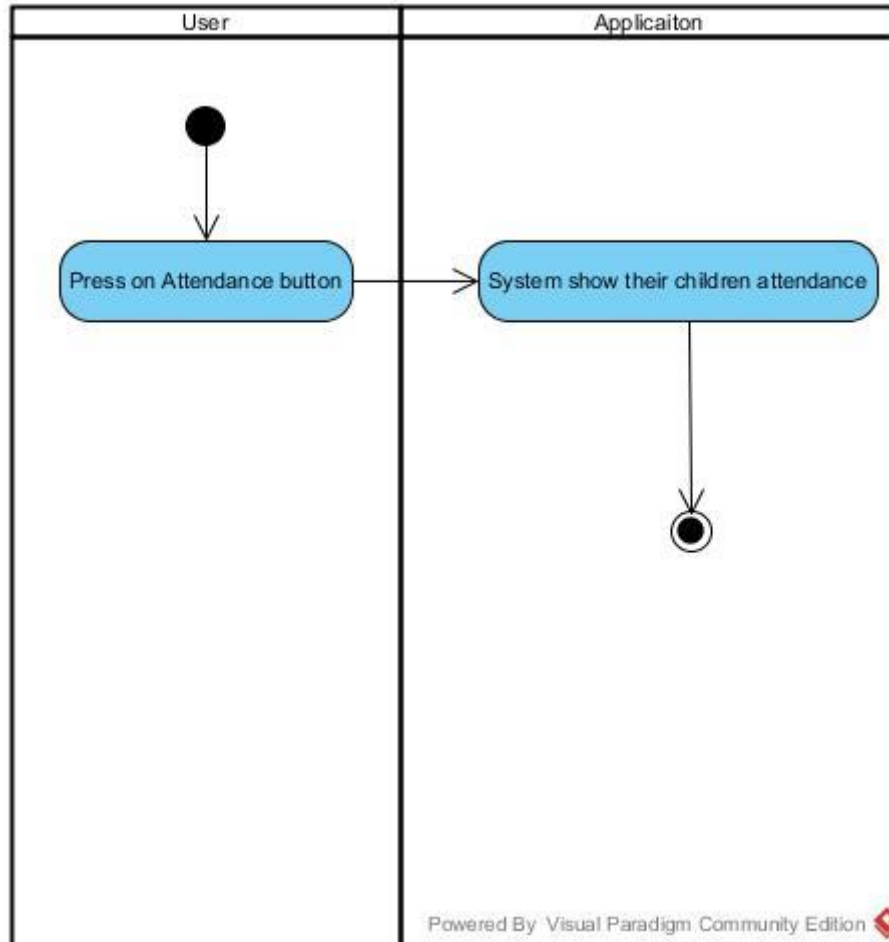 User
Applicaiton
Press on Attendance button
System show their children attendance
Powered By Visual Paradigm Community Edition